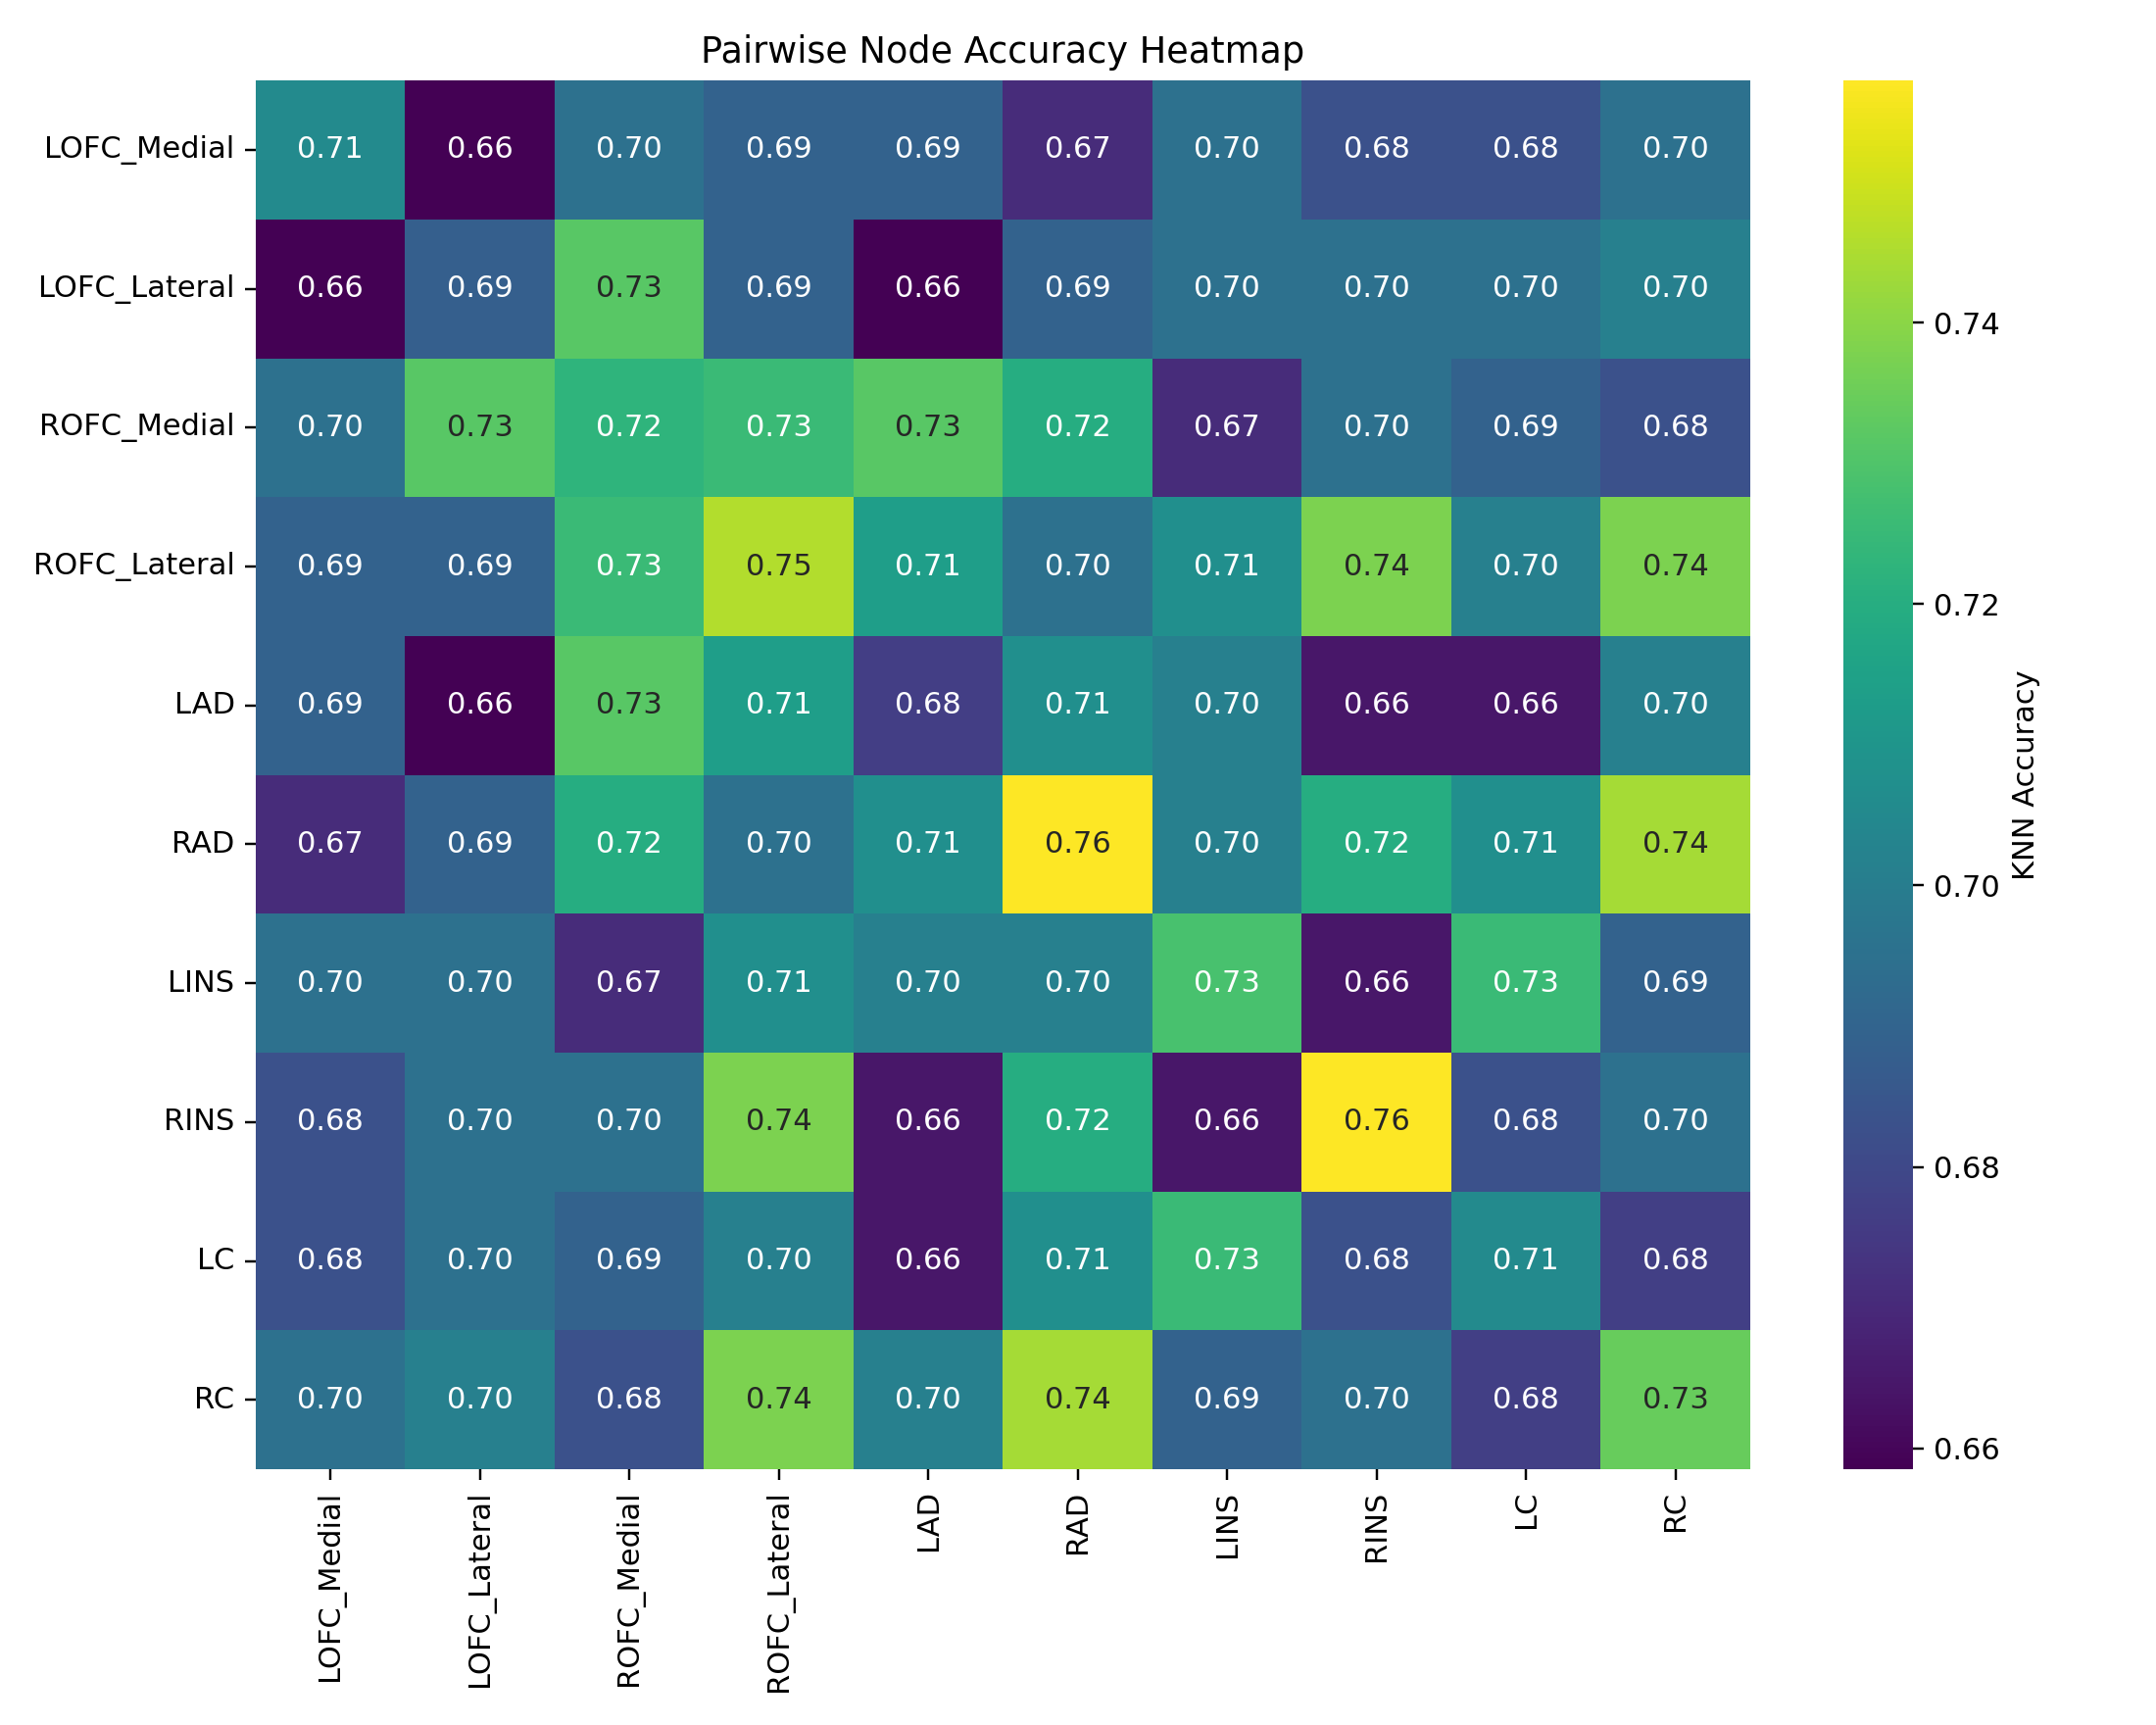 Pairwise Node Accuracy Heatmap
LOFC_Medial 0.71 0.66 0.70 0.69 0.69 0.67 0.70 0.68 0.68 0.70
LOFC_Lateral 0.66 0.69 0.73 0.69 0.66 0.69 0.70 0.70 0.70 0.70
ROFC_Medial 0.70 0.73 0.72 0.73 0.73 0.72 0.67 0.70 0.69 0.68
ROFC_Lateral 0.69 0.69 0.73 0.75 0.71 0.70 0.71 0.74 0.70 0.74
LAD 0.69 0.66 0.73 0.71 0.68 0.71 0.70 0.66 0.66 0.70
RAD 0.67 0.69 0.72 0.70 0.71 0.76 0.70 0.72 0.71 0.74
LINS 0.70 0.70 0.67 0.71 0.70 0.70 0.73 0.66 0.73 0.69
RINS 0.68 0.70 0.70 0.74 0.66 0.72 0.66 0.76 0.68 0.70
LC 0.68 0.70 0.69 0.70 0.66 0.71 0.73 0.68 0.71 0.68
RC 0.70 0.70 0.68 0.74 0.70 0.74 0.69 0.70 0.68 0.73
LOFC_Medial LOFC_Lateral ROFC_Medial ROFC_Lateral LAD RAD LINS RINS LC RC
0.74
0.72
0.70
0.68
0.66
KNN Accuracy